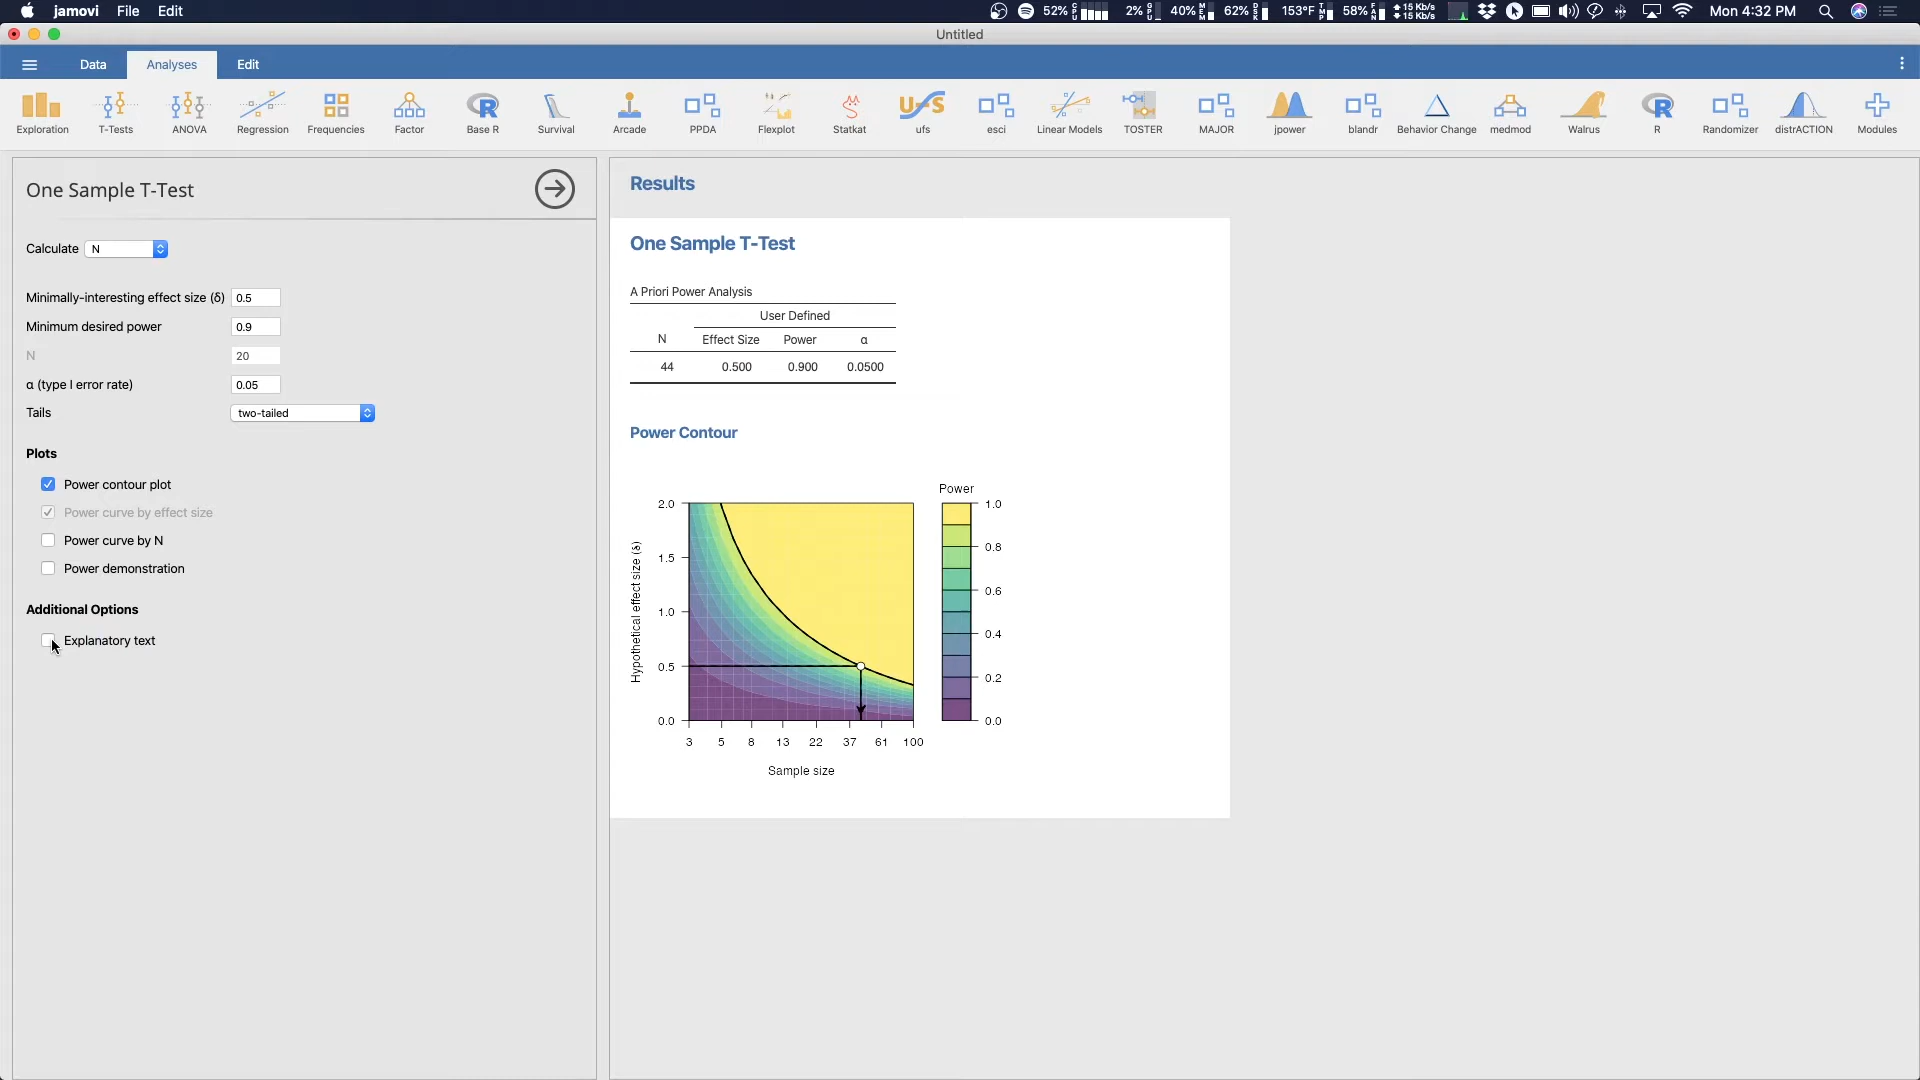 jamovi File Edit 52% 2% 40% 62% 153°F 58% 15 Kb/s 15 Kb/s Mon 4:32 PM
Untitled
Data Analyses Edit
Exploration T-Tests ANOVA Regression Frequencies Factor Base R Survival Arcade PPDA Flexplot Statkat ufs esci Linear Models TOSTER MAJOR jpower blandr Behavior Change medmod Walrus R Randomizer distrACTION Modules
One Sample T-Test
Calculate N
Minimally-interesting effect size (δ) 0.5
Minimum desired power 0.9
N 20
α (type I error rate) 0.05
Tails two-tailed
Plots
Power contour plot
Power curve by effect size
Power curve by N
Power demonstration
Additional Options
Explanatory text
Results
One Sample T-Test
A Priori Power Analysis
User Defined
N Effect Size Power α
44 0.500 0.900 0.0500
Power Contour
Power
2.0
1.5
1.0
0.5
0.0
Hypothetical effect size (δ)
3 5 8 13 22 37 61 100
Sample size
1.0
0.8
0.6
0.4
0.2
0.0